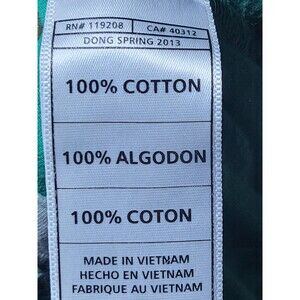 RN# 119208 CA# 40312
DONG SPRING 2013
100% COTTON
100% ALGODON
100% COTON
MADE IN VIETNAM
HECHO EN VIETNAM
FABRIQUE AU VIETNAM